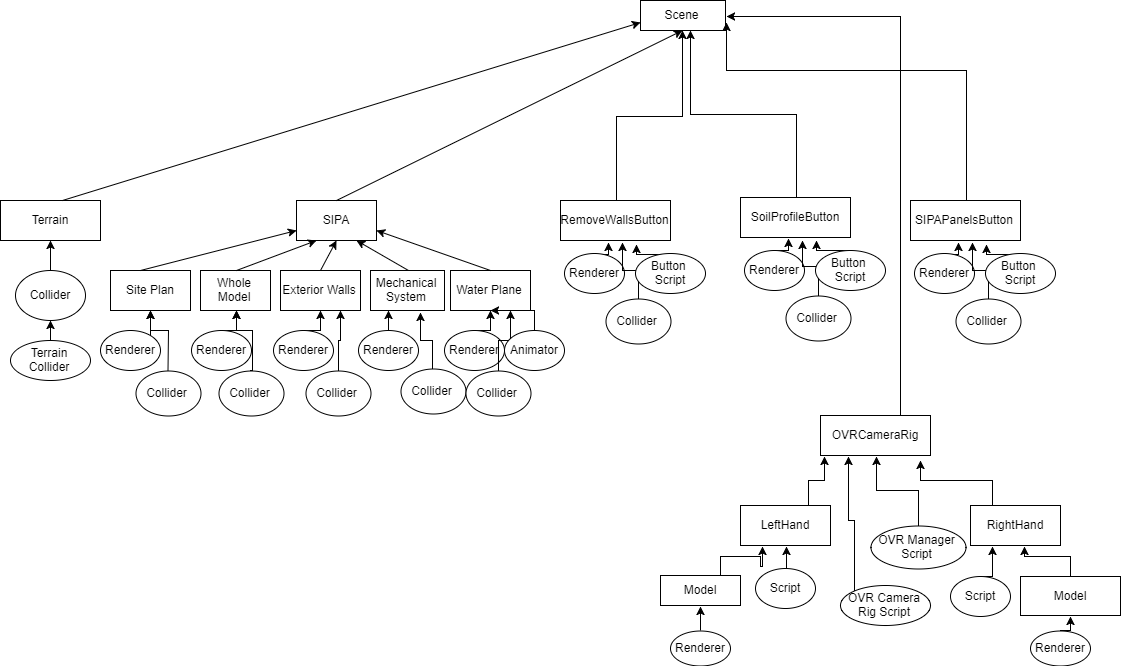 Scene
Terrain
SIPA
RemoveWallsButton
SoilProfileButton
SIPAPanelsButton
Collider
Terrain
Collider
Site Plan
Whole
Model
Exterior Walls
Mechanical
System
Water Plane
Renderer
Collider
Renderer
Collider
Renderer
Collider
Renderer
Collider
Renderer
Collider
Animator
Renderer
Button
Script
Collider
Renderer
Button
Script
Collider
Renderer
Button
Script
Collider
OVRCameraRig
LeftHand
OVR Manager
Script
RightHand
Model
Script
OVR Camera
Rig Script
Script
Model
Renderer
Renderer